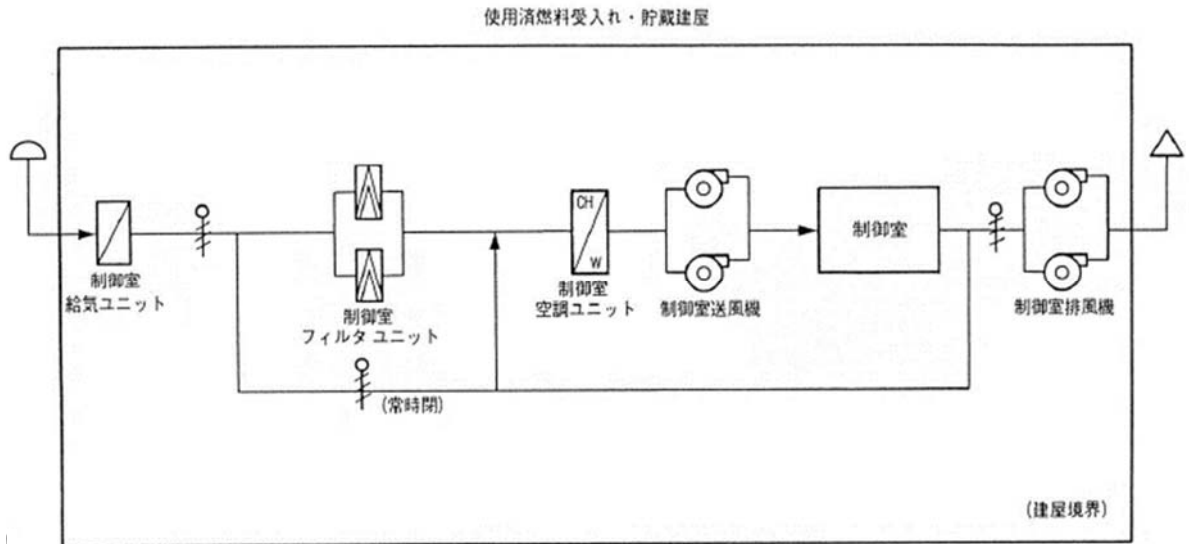 使用済燃料受入れ・貯蔵建屋
制御室
給気ユニット
制御室
フィルタ ユニット
(常時閉)
CH
W
制御室
空調ユニット
制御室送風機
制御室
制御室排風機
(建屋境界)